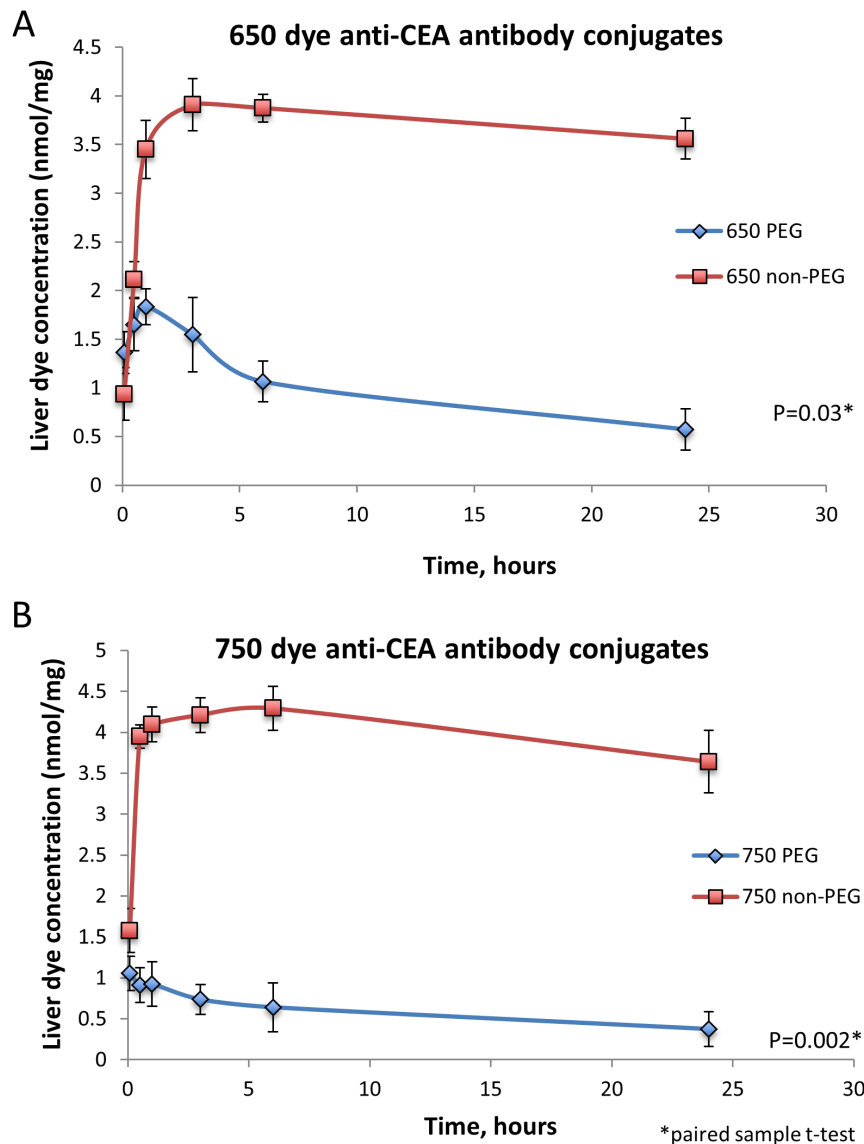 A
650 dye anti-CEA antibody conjugates
Liver dye concentration (nmol/mg)
4.5
4
3.5
3
2.5
2
1.5
1
0.5
0
650 PEG
650 non-PEG
P=0.03*
0 5 10 15 20 25 30
Time, hours
B
750 dye anti-CEA antibody conjugates
Liver dye concentration (nmol/mg)
5
4.5
4
3.5
3
2.5
2
1.5
1
0.5
0
750 PEG
750 non-PEG
P=0.002*
0 5 10 15 20 25 30
Time, hours
*paired sample t-test